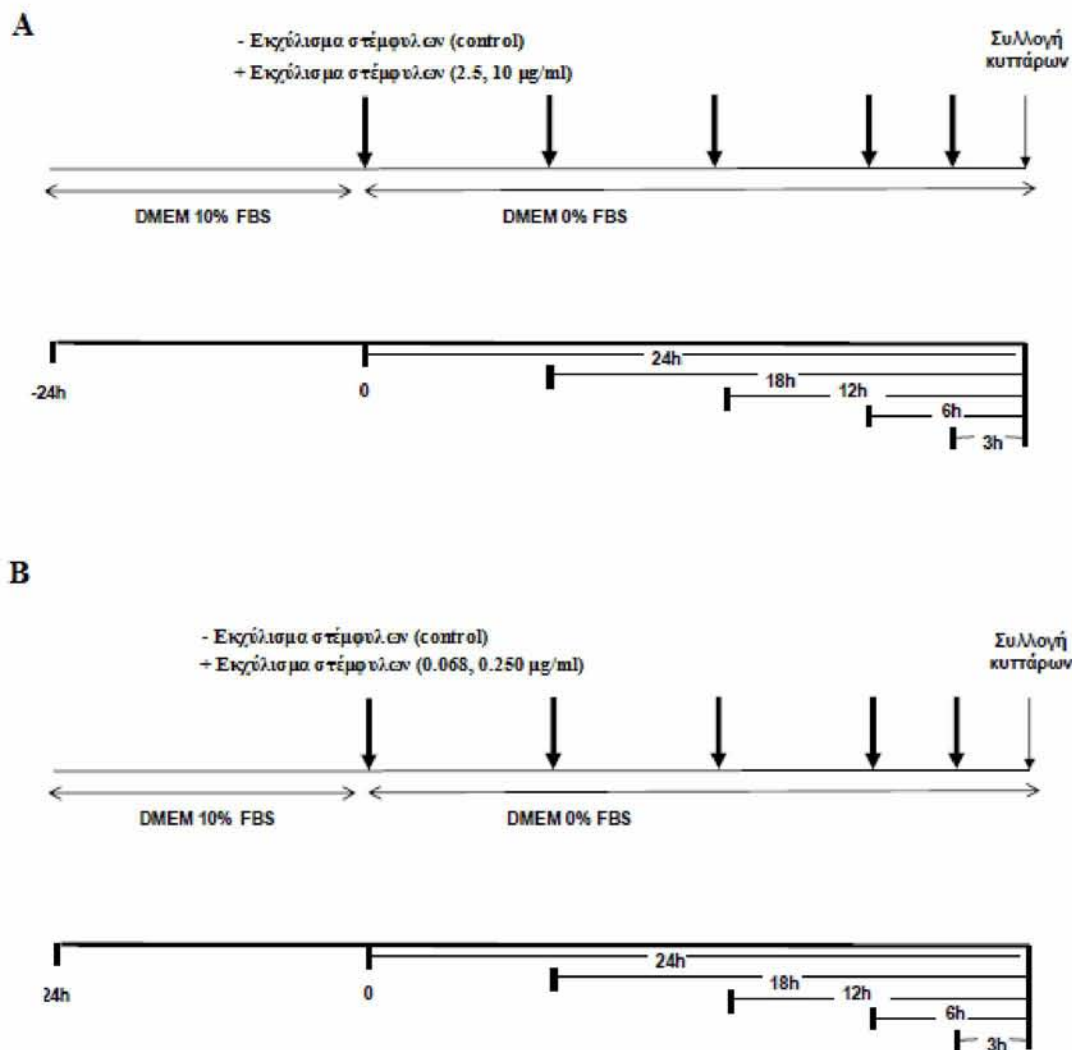 A
- Εκχύλισμα στέμφυλων (control)
+ Εκχύλισμα στέμφυλων (2.5, 10 μg/ml)
Συλλογή
κυττάρων
DMEM 10% FBS
DMEM 0% FBS
-24h
0
24h
18h
12h
6h
3h
B
- Εκχύλισμα στέμφυλων (control)
+ Εκχύλισμα στέμφυλων (0.068, 0.250 μg/ml)
Συλλογή
κυττάρων
DMEM 10% FBS
DMEM 0% FBS
24h
0
24h
18h
12h
6h
3h